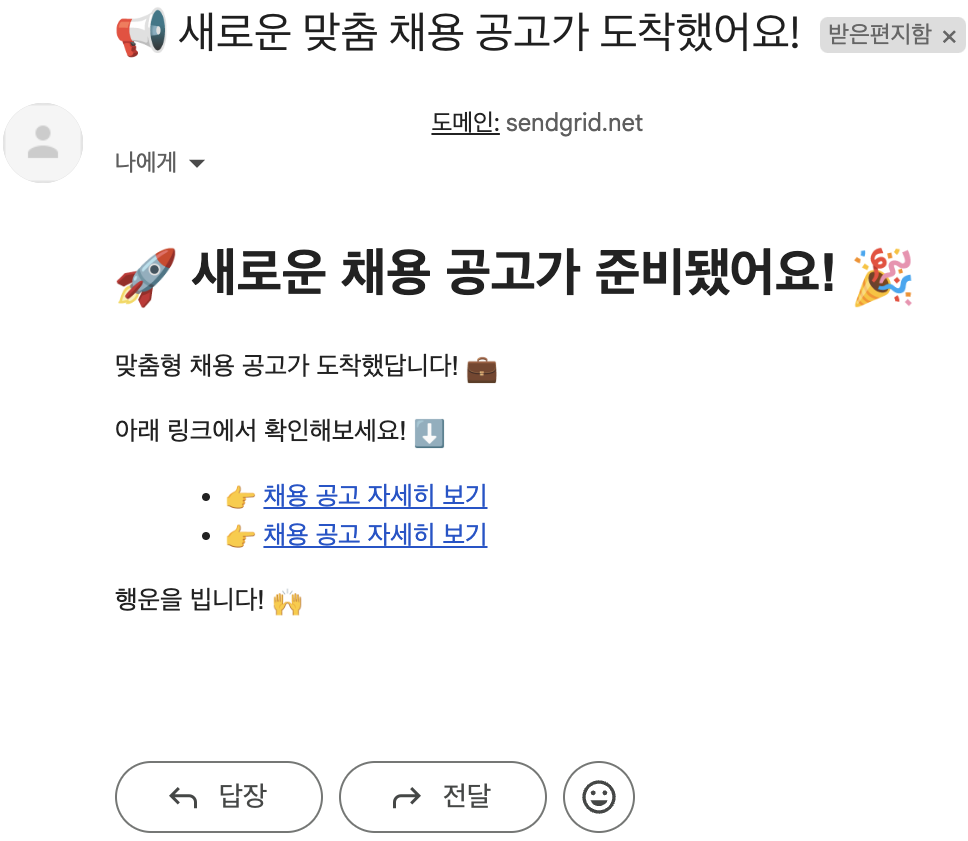 📢 새로운 맞춤 채용 공고가 도착했어요! 받은편지함 ×
도메인: sendgrid.net
나에게
🚀 새로운 채용 공고가 준비됐어요! 🎉
맞춤형 채용 공고가 도착했답니다! 💼
아래 링크에서 확인해보세요! ⬇️
• 👉 채용 공고 자세히 보기
• 👉 채용 공고 자세히 보기
행운을 빕니다! 🙌
답장 전달